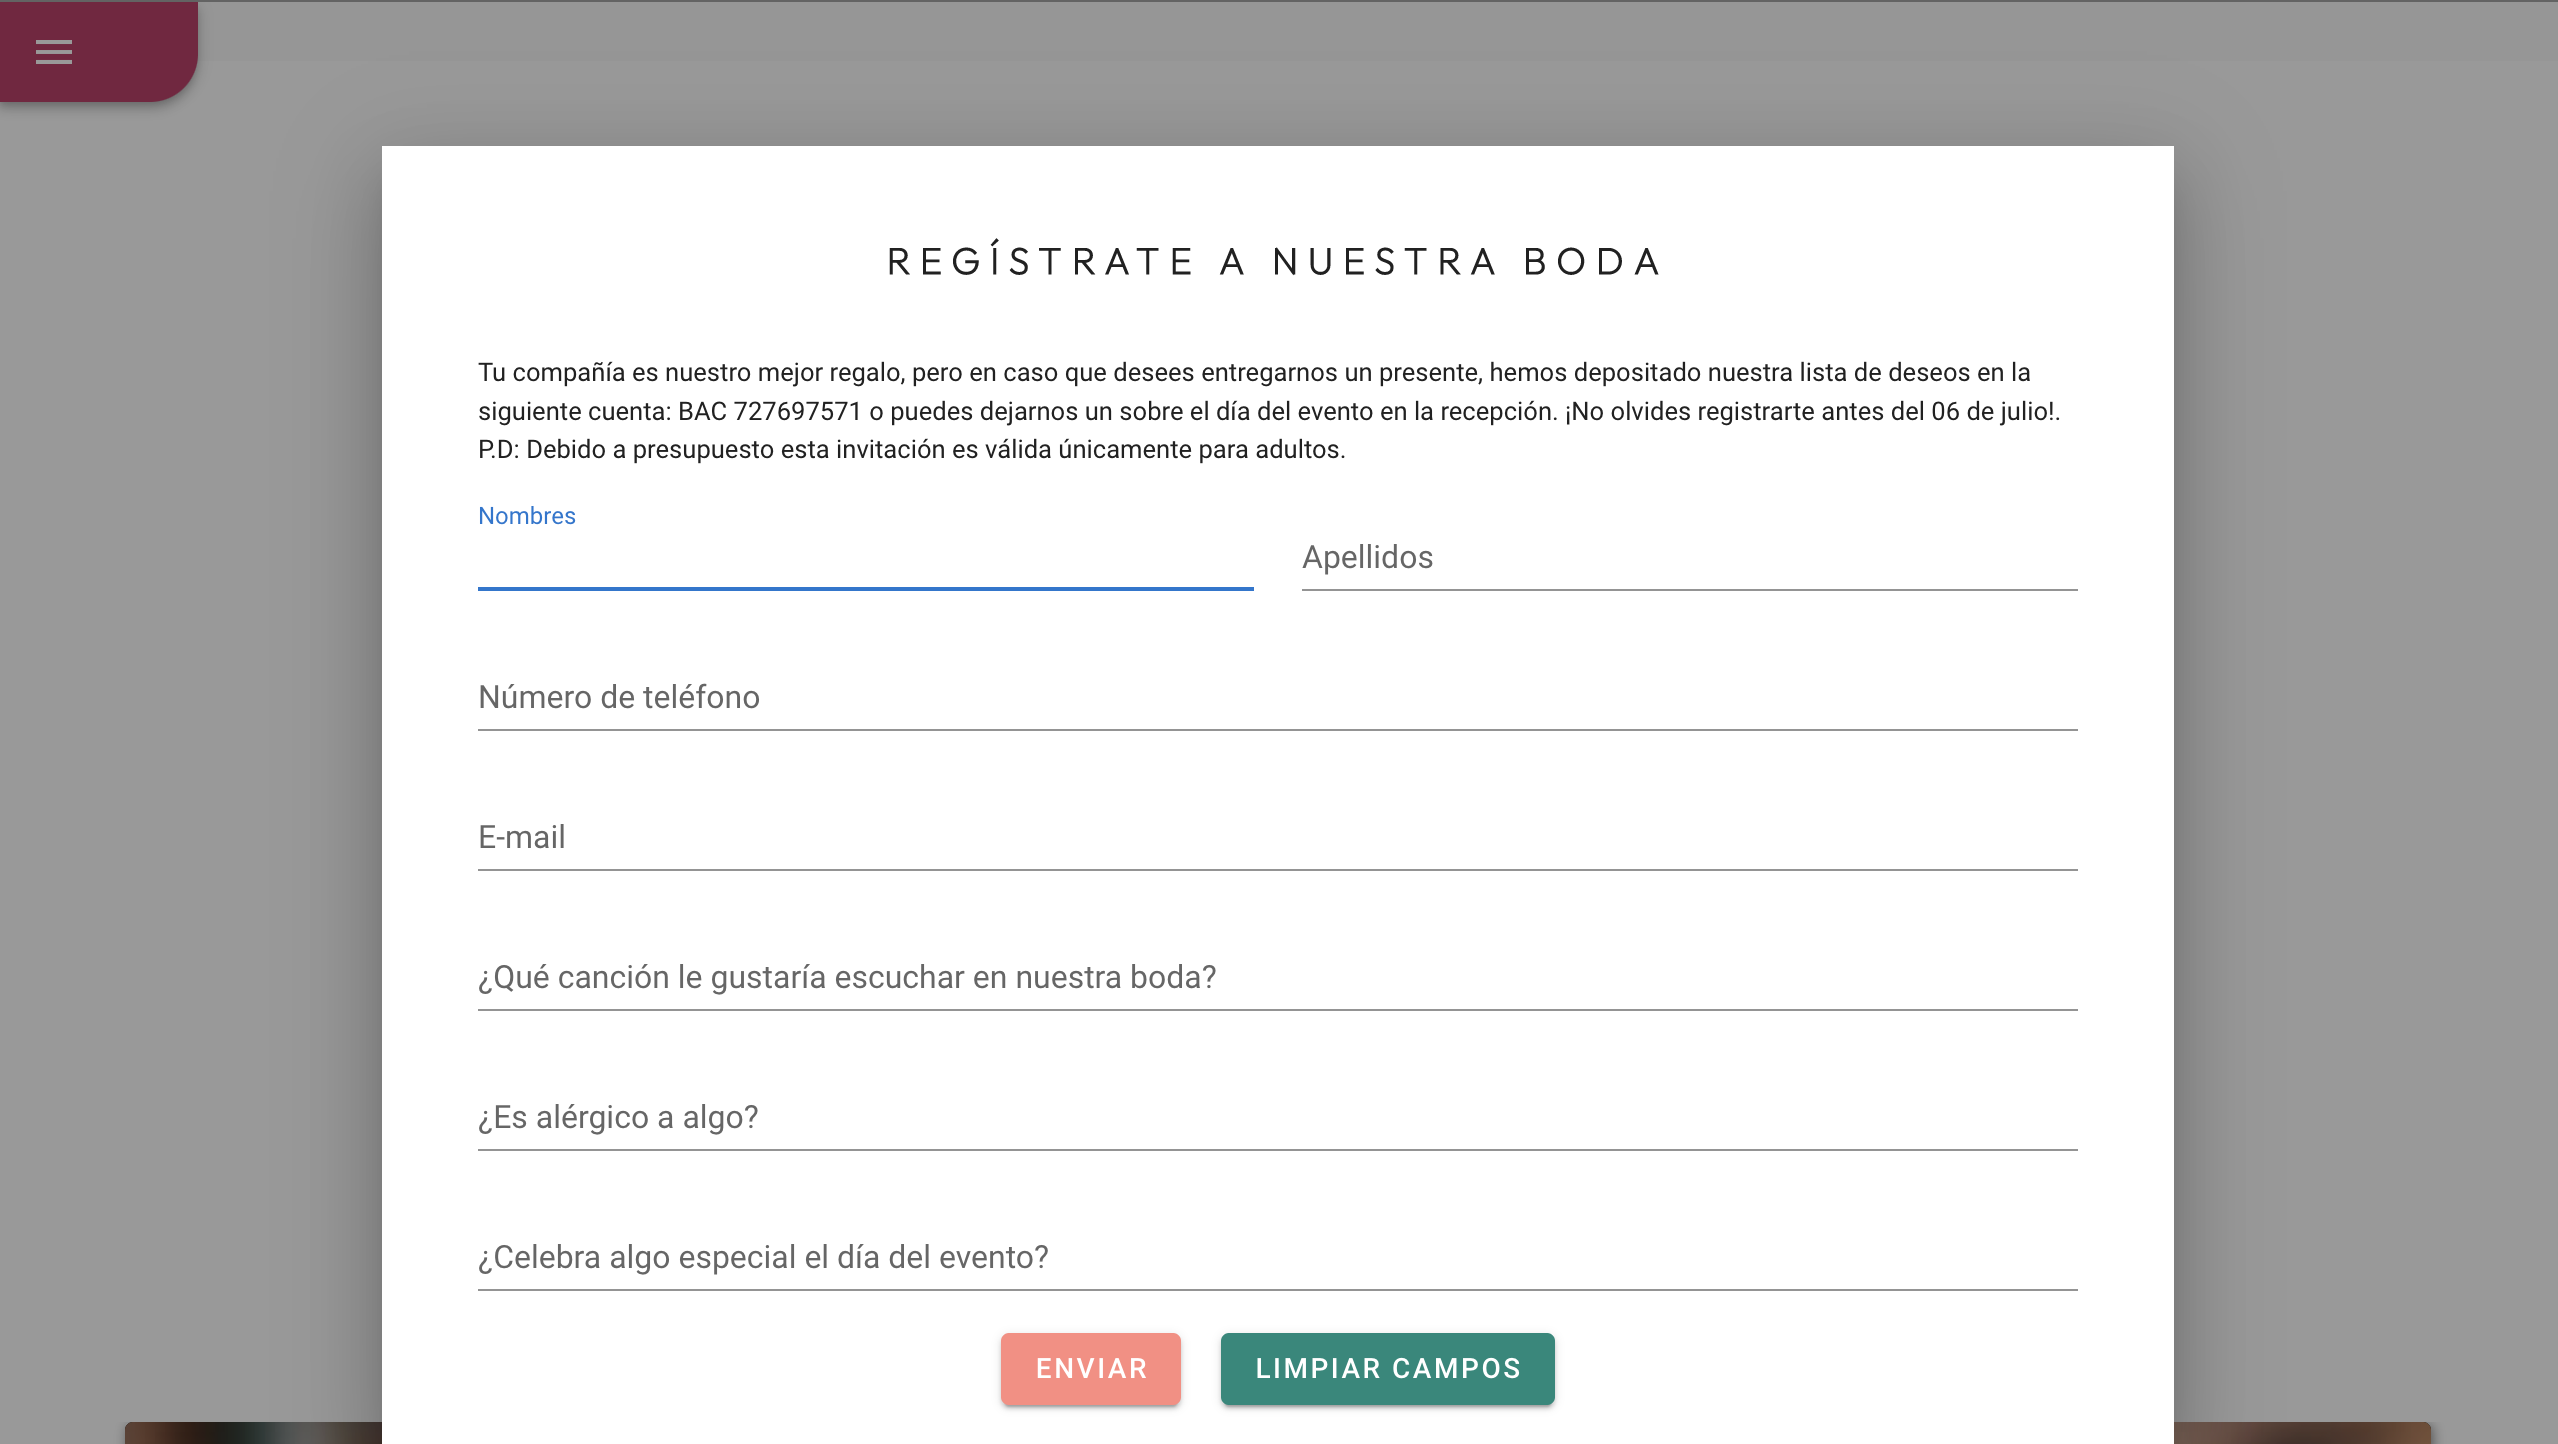 REGÍSTRATE A NUESTRA BODA
Tu compañía es nuestro mejor regalo, pero en caso que desees entregarnos un presente, hemos depositado nuestra lista de deseos en la
siguiente cuenta: BAC 727697571 o puedes dejarnos un sobre el día del evento en la recepción. ¡No olvides registrarte antes del 06 de julio!.
P.D: Debido a presupuesto esta invitación es válida únicamente para adultos.
Nombres
Apellidos
Número de teléfono
E-mail
¿Qué canción le gustaría escuchar en nuestra boda?
¿Es alérgico a algo?
¿Celebra algo especial el día del evento?
ENVIAR
LIMPIAR CAMPOS